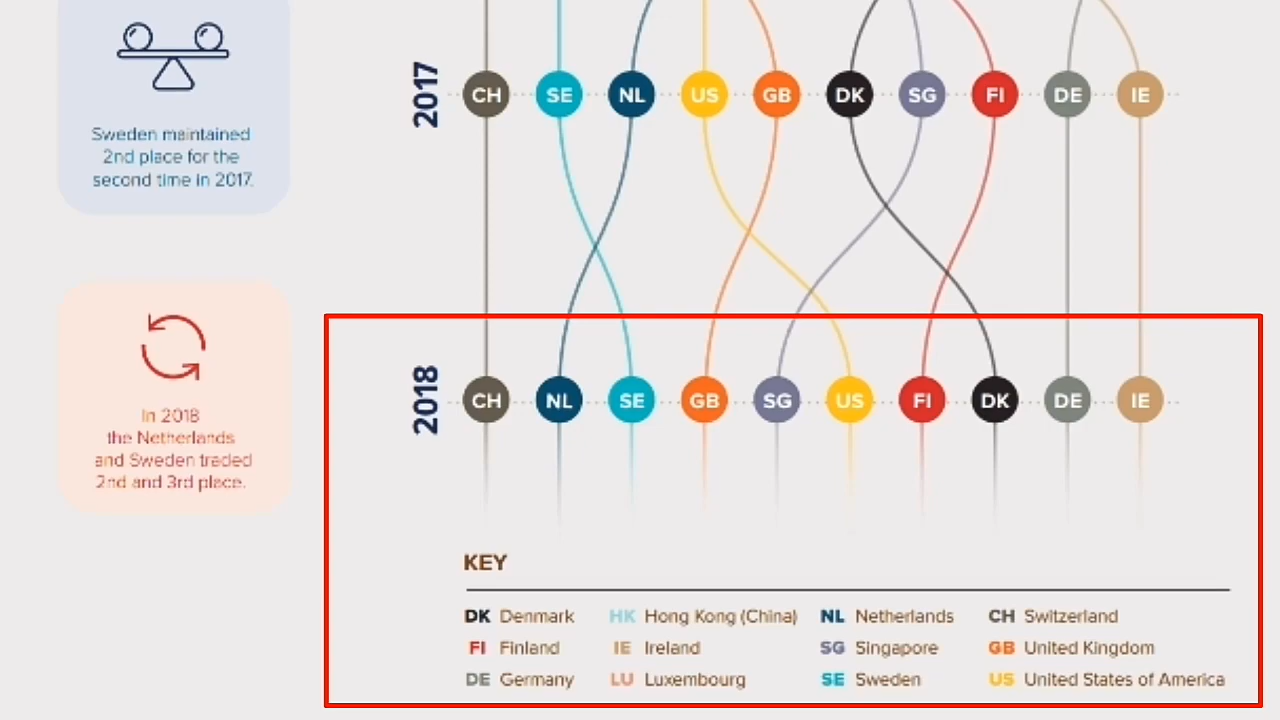 2017
CH SE NL US GB DK SG FI DE IE
Sweden maintained
2nd place for the
second time in 2017.
2018
CH NL SE GB SG US FI DK DE IE
In 2018
the Netherlands
and Sweden traded
2nd and 3rd place.
KEY
DK Denmark HK Hong Kong (China) NL Netherlands CH Switzerland
FI Finland IE Ireland SG Singapore GB United Kingdom
DE Germany LU Luxembourg SE Sweden US United States of America